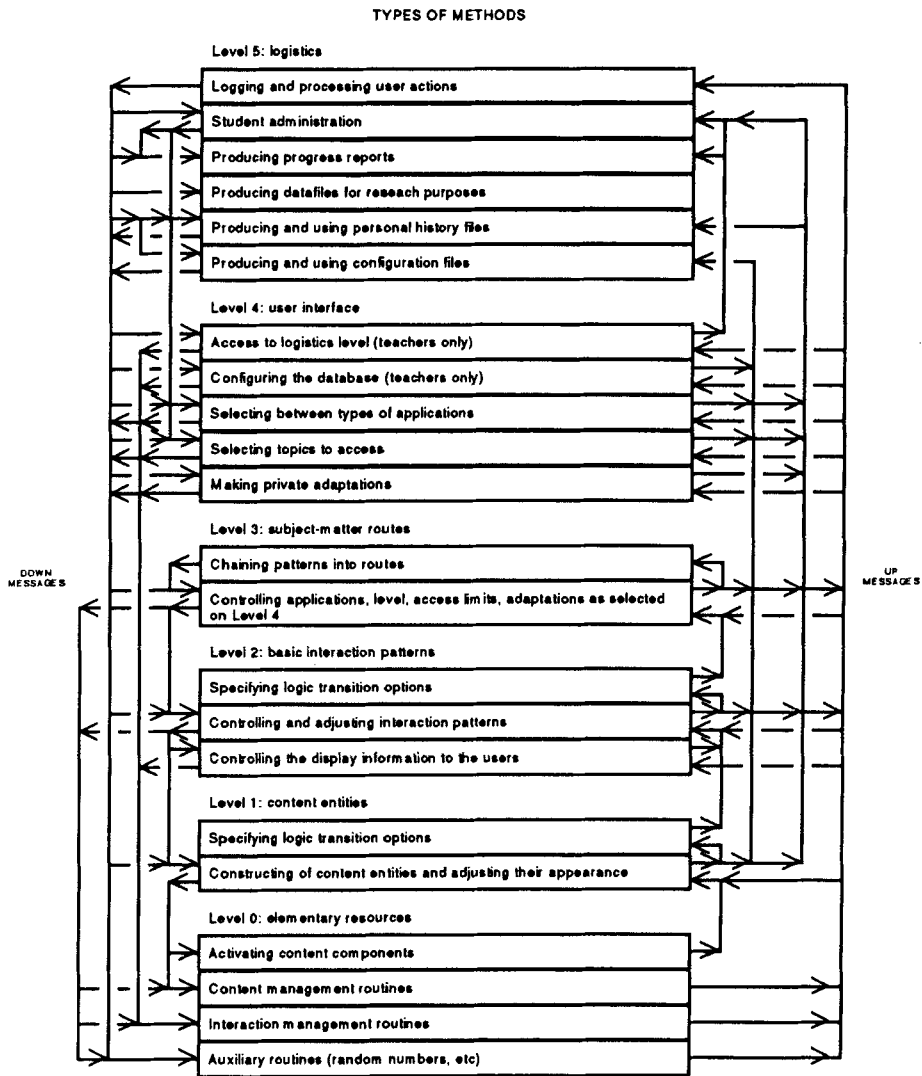 TYPES OF METHODS
Level 5: logistics
Logging and processing user actions
Student administration
Producing progress reports
Producing datafiles for reseach purposes
Producing and using personal history files
Producing and using configuration files
Level 4: user interface
Access to logistics level (teachers only)
Configuring the database (teachers only)
Selecting between types of applications
Selecting topics to access
Making private adaptations
Level 3: subject-matter routes
Chaining patterns into routes
DOWN
MESSAGES
UP
MESSAGES
Controlling applications, level, access limits, adaptations as selected
on Level 4
Level 2: basic interaction patterns
Specifying logic transition options
Controlling and adjusting interaction patterns
Controlling the display information to the users
Level 1: content entities
Specifying logic transition options
Constructing of content entities and adjusting their appearance
Level 0: elementary resources
Activating content components
Content management routines
Interaction management routines
Auxiliary routines (random numbers, etc)